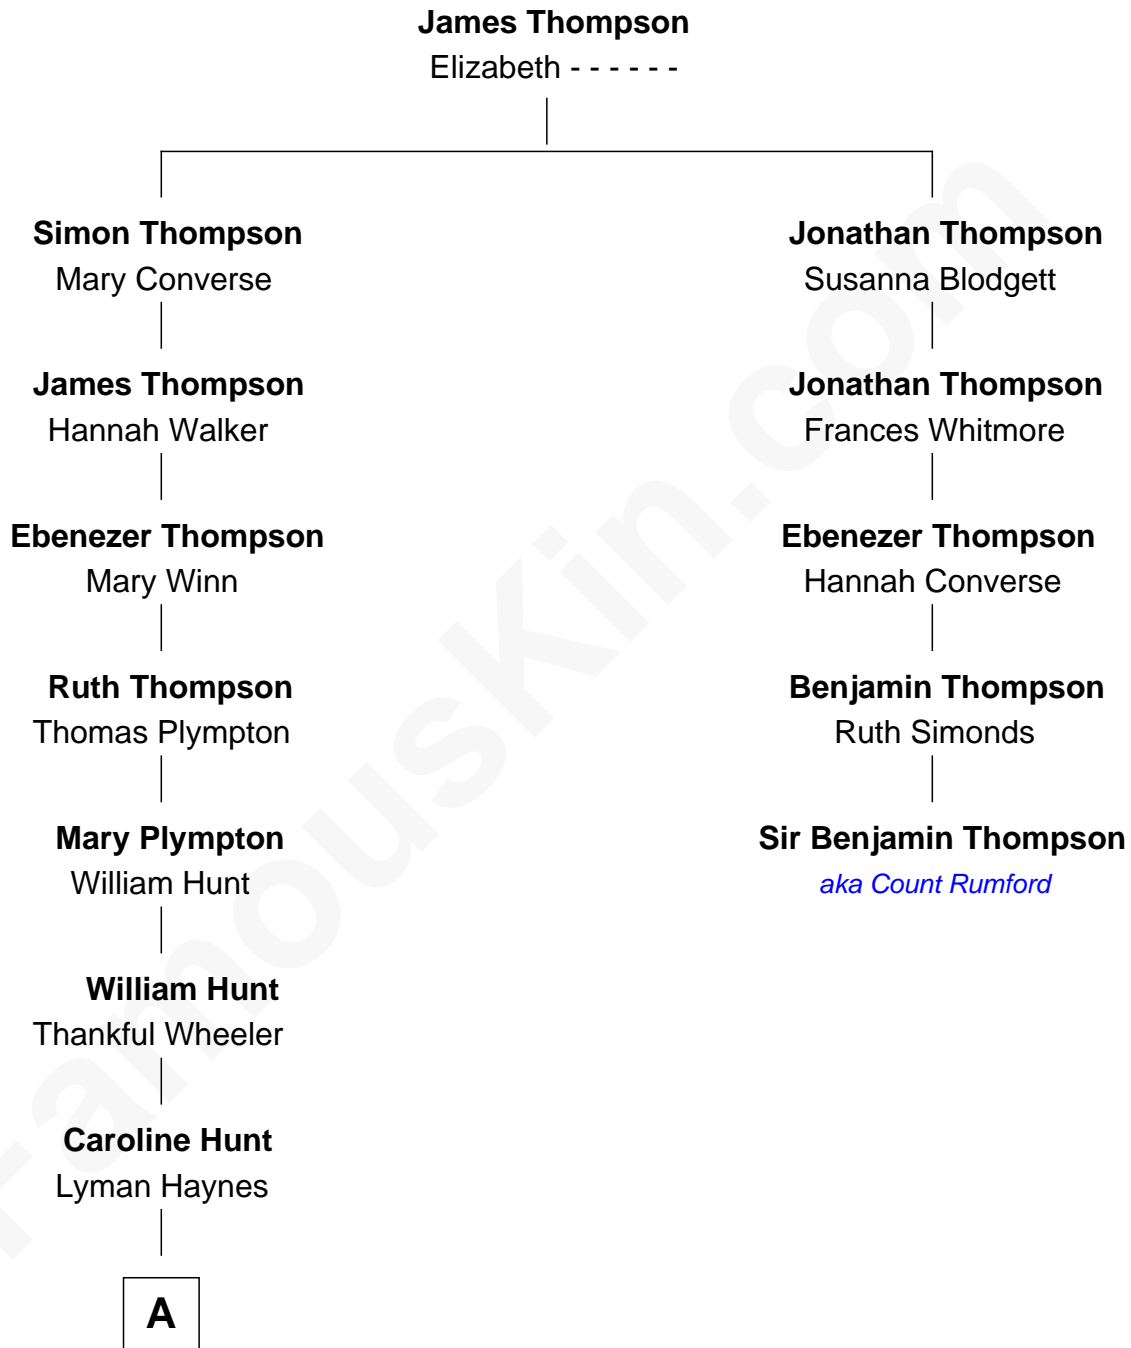 James Thompson
Elizabeth - - - - - -
Simon Thompson
Mary Converse
Jonathan Thompson
Susanna Blodgett
James Thompson
Hannah Walker
Jonathan Thompson
Frances Whitmore
Ebenezer Thompson
Mary Winn
Ebenezer Thompson
Hannah Converse
Ruth Thompson
Thomas Plympton
Benjamin Thompson
Ruth Simonds
Mary Plympton
William Hunt
Sir Benjamin Thompson
aka Count Rumford
William Hunt
Thankful Wheeler
Caroline Hunt
Lyman Haynes
A
FamousKin.com